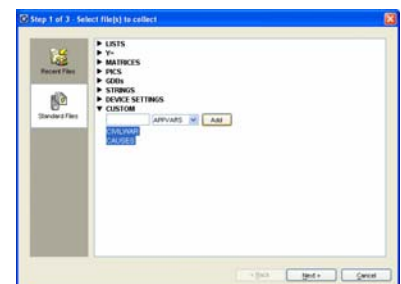 Step 1 of 3 - Select file(s) to collect
Recent Files
Standard Files
LISTS
Y=
MATRICES
PICS
GDBs
STRINGS
DEVICE SETTINGS
CUSTOM
APPVARS
Add
CIVILWAR
CAUSES
< Back
Next >
Cancel